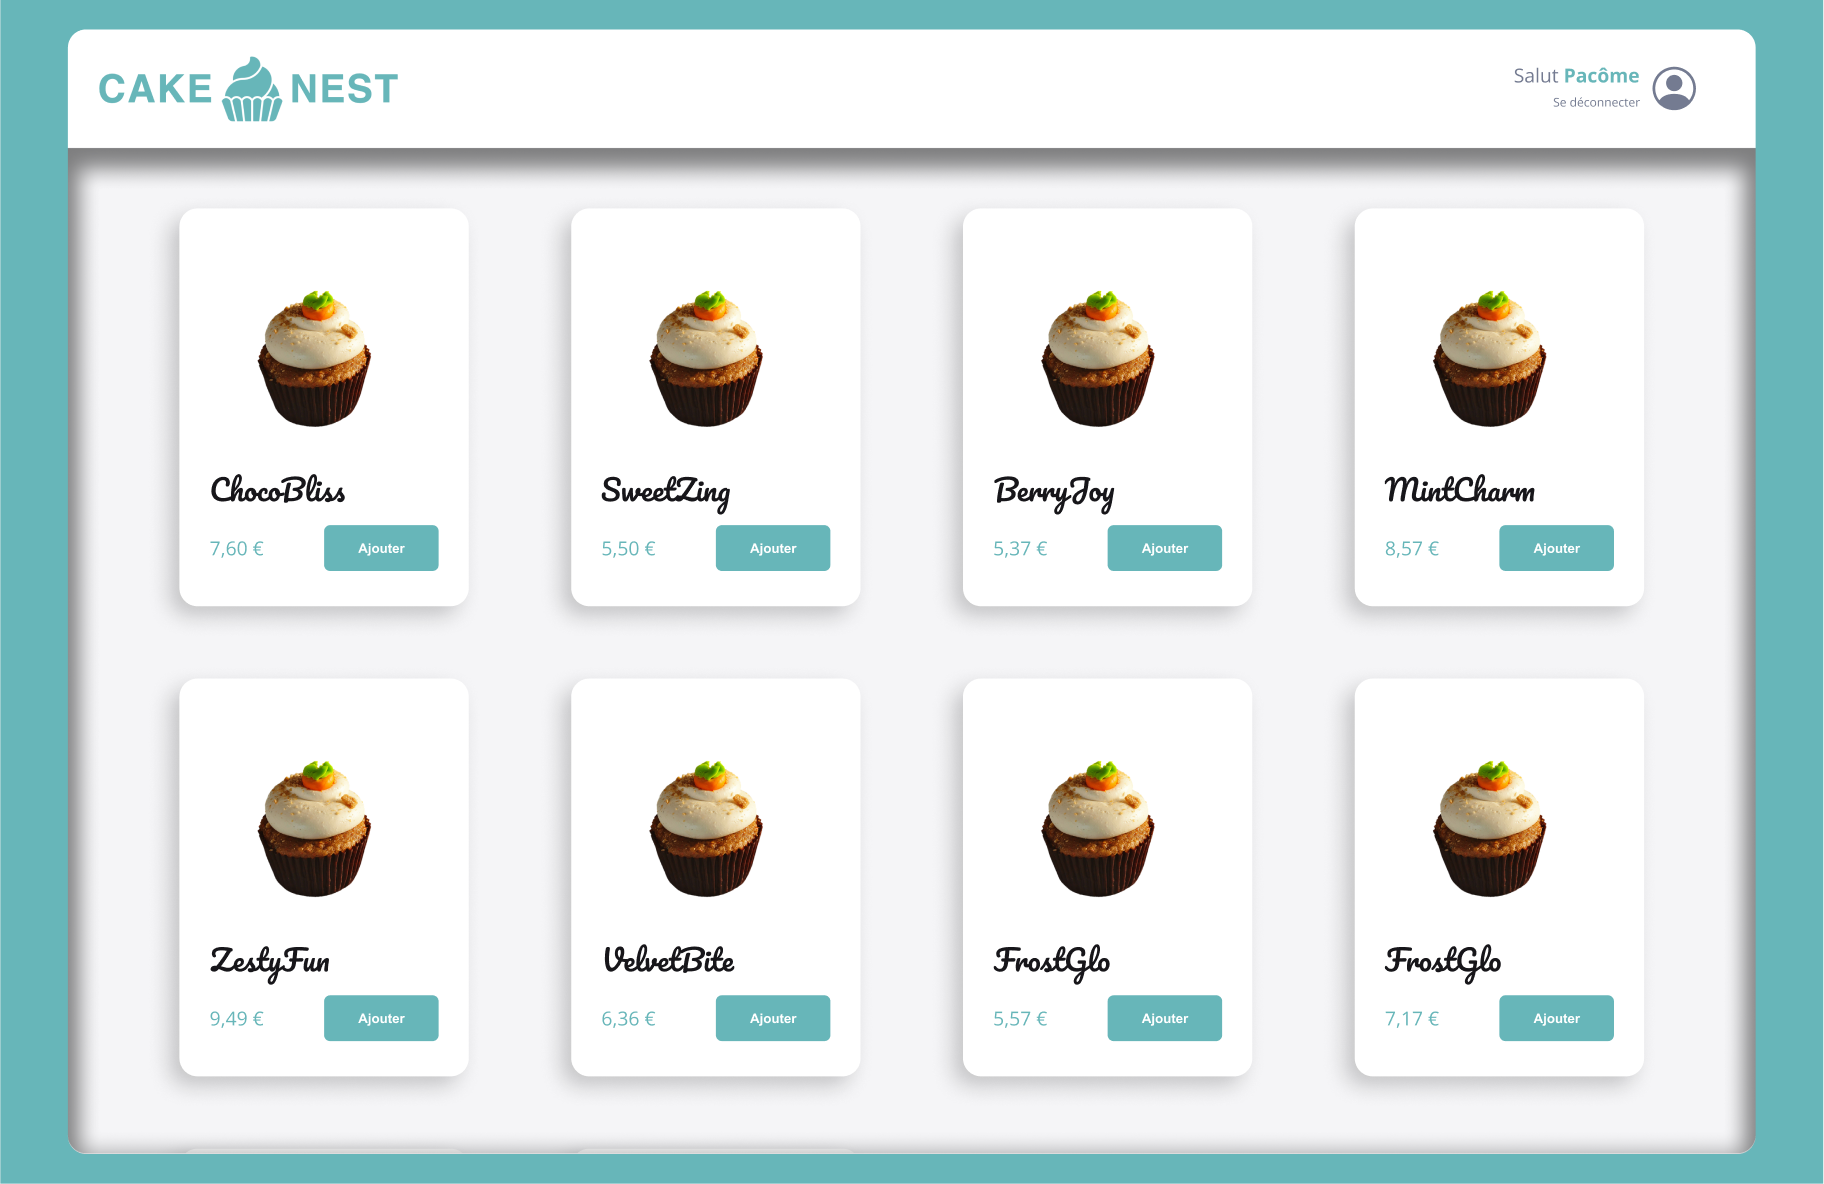 CAKE NEST
Salut Pacôme
Se déconnecter
ChocoBliss
7,60 €
Ajouter
SweetZing
5,50 €
Ajouter
BerryJoy
5,37 €
Ajouter
MintCharm
8,57 €
Ajouter
ZestyFun
9,49 €
Ajouter
VelvetBite
6,36 €
Ajouter
FrostGlo
5,57 €
Ajouter
FrostGlo
7,17 €
Ajouter